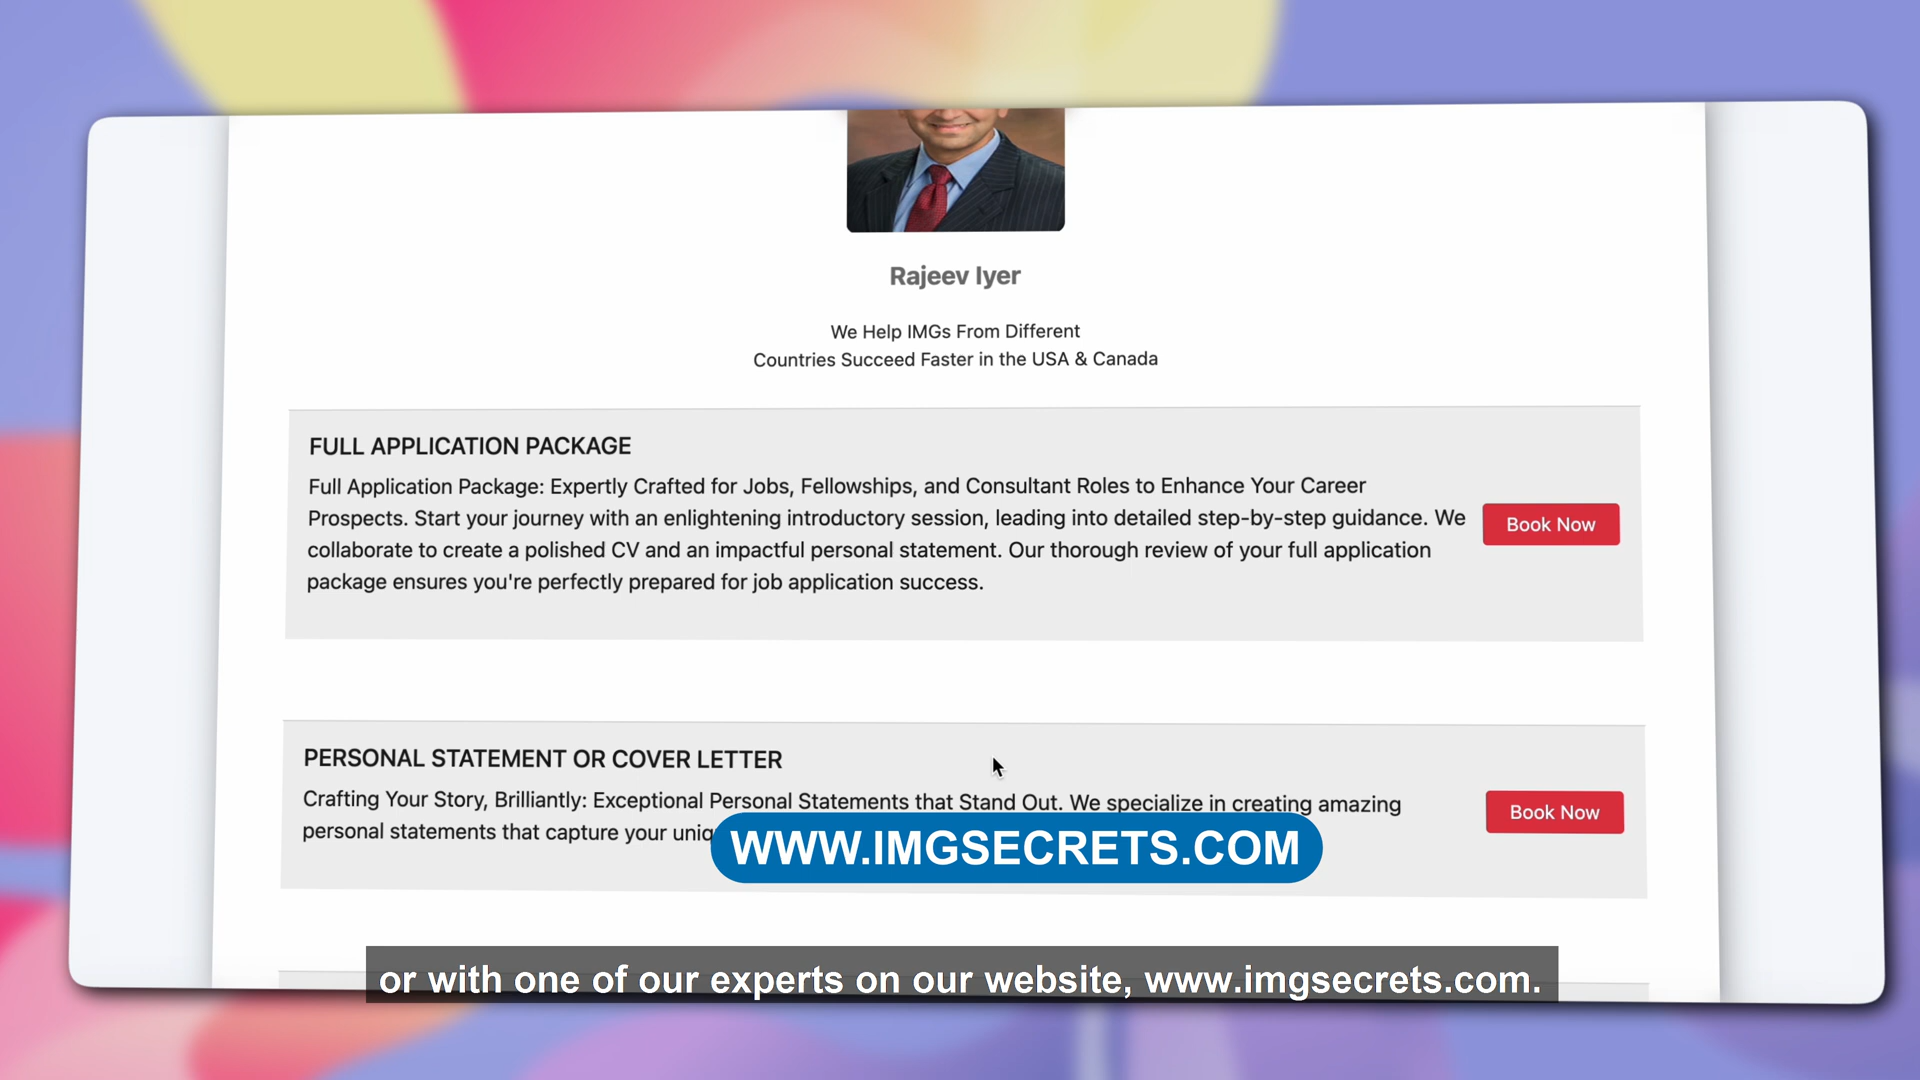 Rajeev Iyer
We Help IMGs From Different
Countries Succeed Faster in the USA & Canada
FULL APPLICATION PACKAGE
Full Application Package: Expertly Crafted for Jobs, Fellowships, and Consultant Roles to Enhance Your Career
Prospects. Start your journey with an enlightening introductory session, leading into detailed step-by-step guidance. We
collaborate to create a polished CV and an impactful personal statement. Our thorough review of your full application
package ensures you're perfectly prepared for job application success.
Book Now
PERSONAL STATEMENT OR COVER LETTER
Crafting Your Story, Brilliantly: Exceptional Personal Statements that Stand Out. We specialize in creating amazing
personal statements that capture your
Book Now
WWW.IMGSECRETS.COM
or with one of our experts on our website, www.imgsecrets.com.